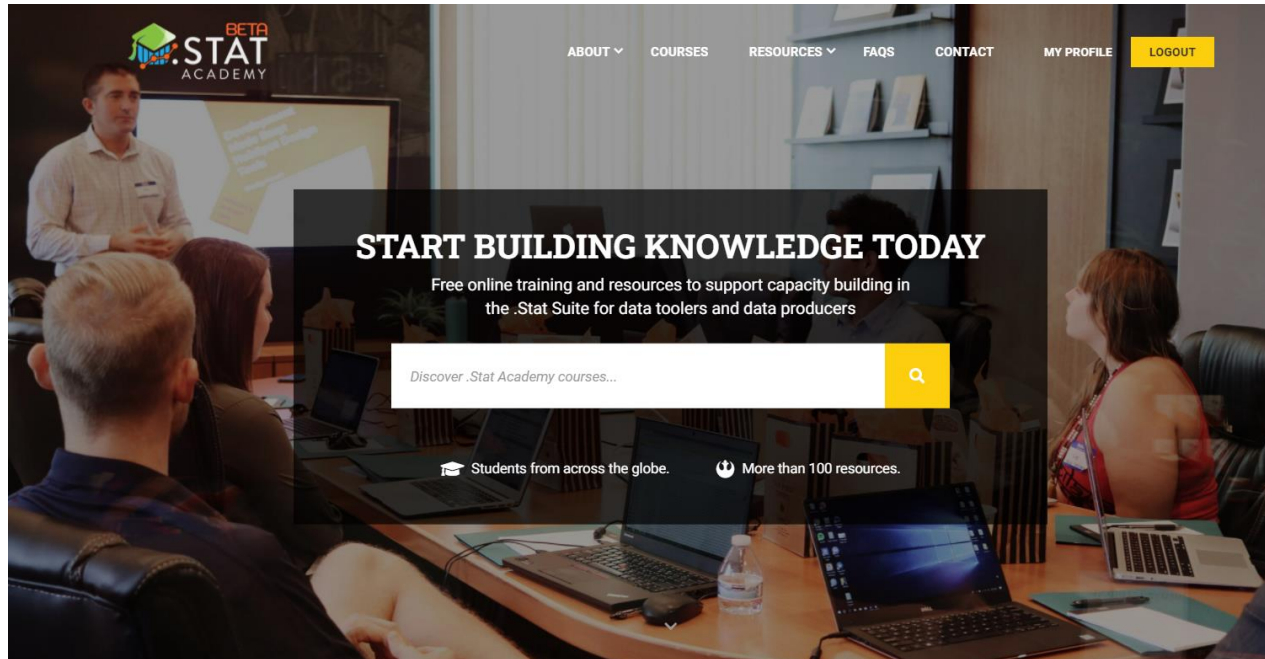 BETA
.STAT
ACADEMY
ABOUT
COURSES
RESOURCES
FAQS
CONTACT
MY PROFILE
LOGOUT
START BUILDING KNOWLEDGE TODAY
Free online training and resources to support capacity building in
the .Stat Suite for data toolers and data producers
Discover .Stat Academy courses...
Students from across the globe.
More than 100 resources.